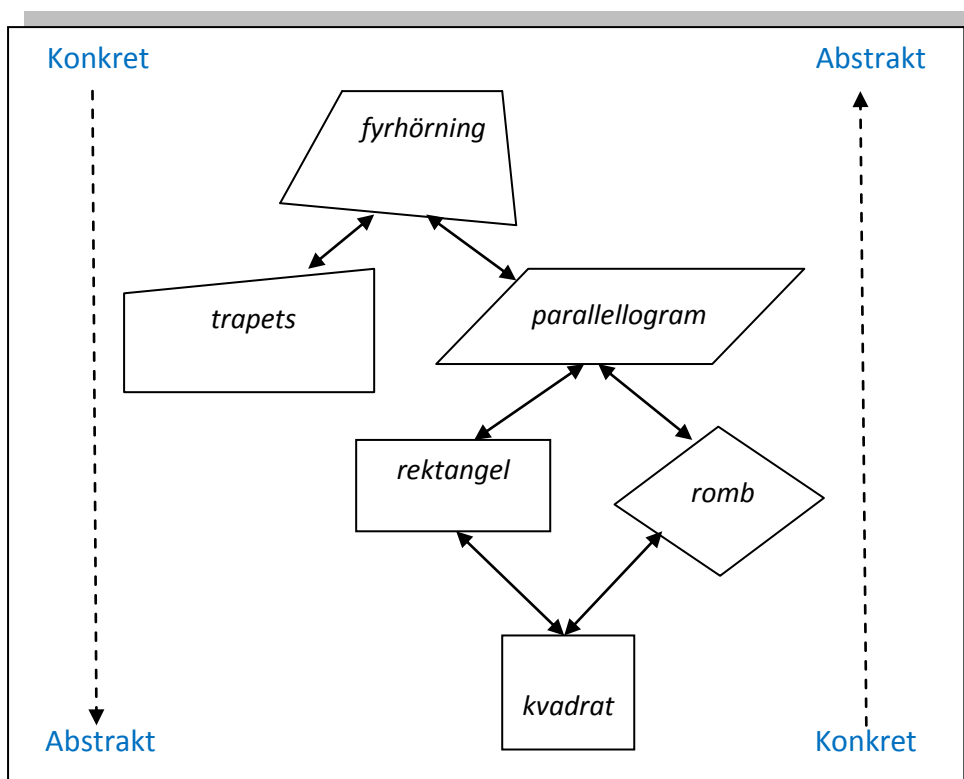 Konkret
Abstrakt
fyrhörning
trapets
parallellogram
rektangel
romb
kvadrat
Abstrakt
Konkret